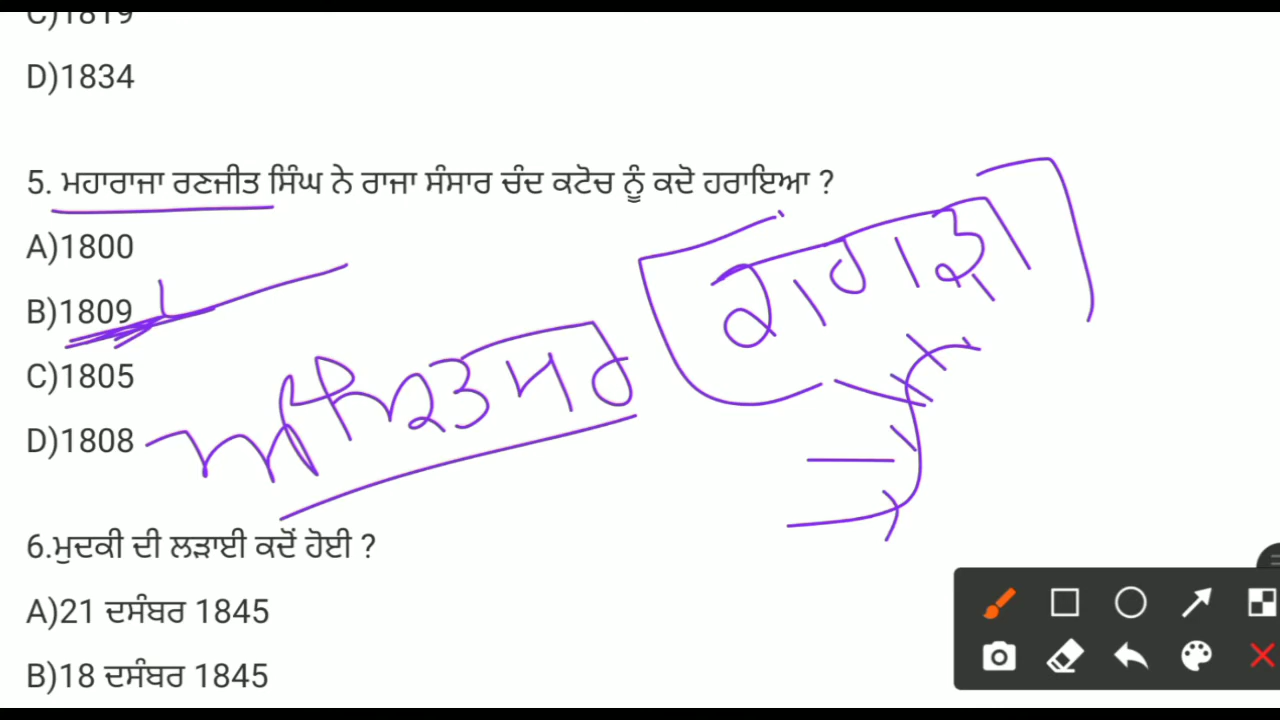 C)1819
D)1834
5. ਮਹਾਰਾਜਾ ਰਣਜੀਤ ਸਿੰਘ ਨੇ ਰਾਜਾ ਸੰਸਾਰ ਚੰਦ ਕਟੋਚ ਨੂੰ ਕਦੋ ਹਰਾਇਆ ?
A)1800
B)1809
C)1805
D)1808
6.ਮੁਦਕੀ ਦੀ ਲੜਾਈ ਕਦੋਂ ਹੋਈ ?
A)21 ਦਸੰਬਰ 1845
B)18 ਦਸੰਬਰ 1845